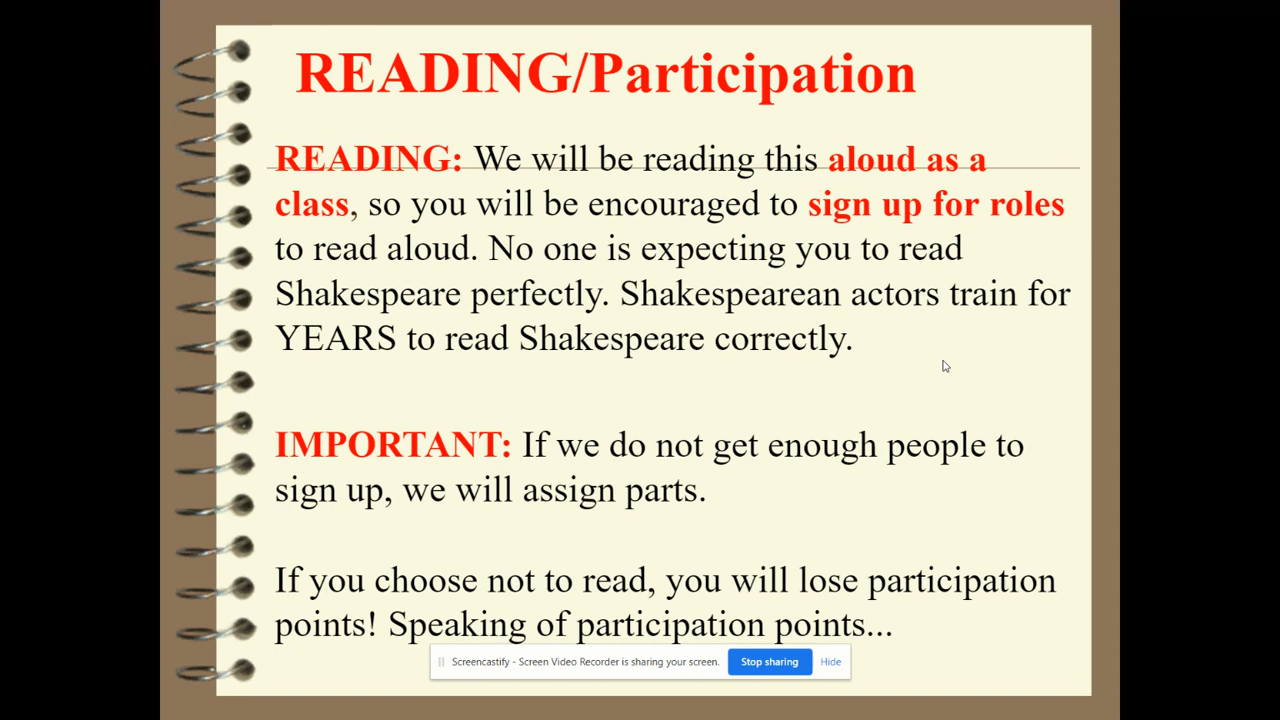 READING/Participation
READING: We will be reading this aloud as a
class, so you will be encouraged to sign up for roles
to read aloud. No one is expecting you to read
Shakespeare perfectly. Shakespearean actors train for
YEARS to read Shakespeare correctly.
IMPORTANT: If we do not get enough people to
sign up, we will assign parts.
If you choose not to read, you will lose participation
points! Speaking of participation points...
Screencastify - Screen Video Recorder is sharing your screen. Stop sharing Hide